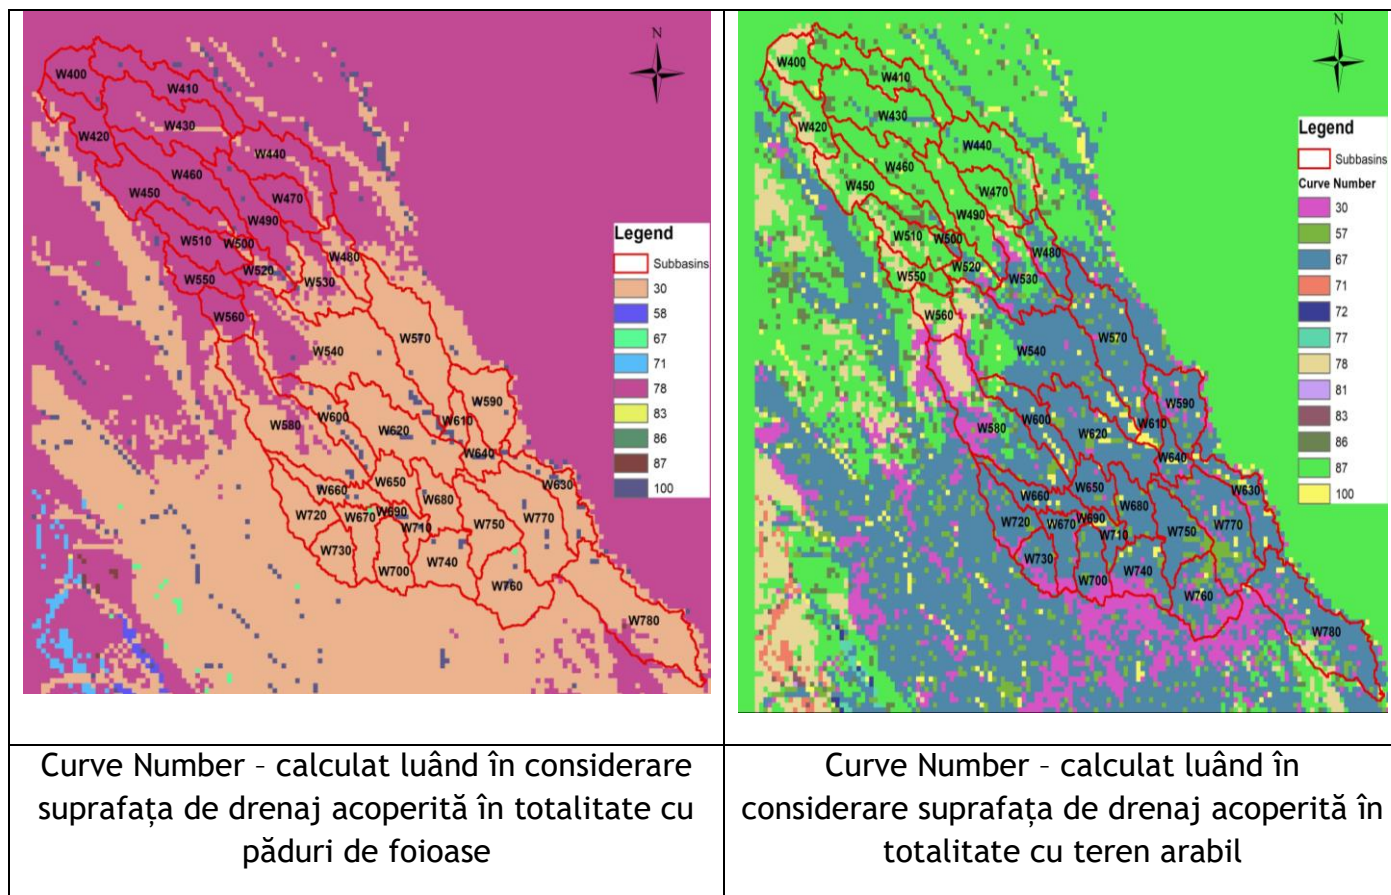 N
W400
W410
W420
W430
W440
W460
W450
W470
W490
W510
W500
W480
W520
W550
W530
W560
W570
W540
W590
W580
W600
W610
W620
W640
W650
W630
W660
W680
W720
W670
W690
W710
W750
W770
W730
W740
W700
W760
W780
Legend
Subbasins
30
58
67
71
78
83
86
87
100
N
W400
W410
W420
W430
W440
W460
W450
W470
W490
W510
W500
W480
W520
W550
W530
W560
W570
W540
W590
W580
W600
W610
W620
W640
W650
W630
W660
W680
W720
W670
W690
W710
W750
W770
W730
W740
W700
W760
W780
Legend
Subbasins
Curve Number
30
57
67
71
72
77
78
81
83
86
87
100
Curve Number – calculat luând în considerare
suprafața de drenaj acoperită în totalitate cu
păduri de foioase
Curve Number – calculat luând în
considerare suprafața de drenaj acoperită în
totalitate cu teren arabil